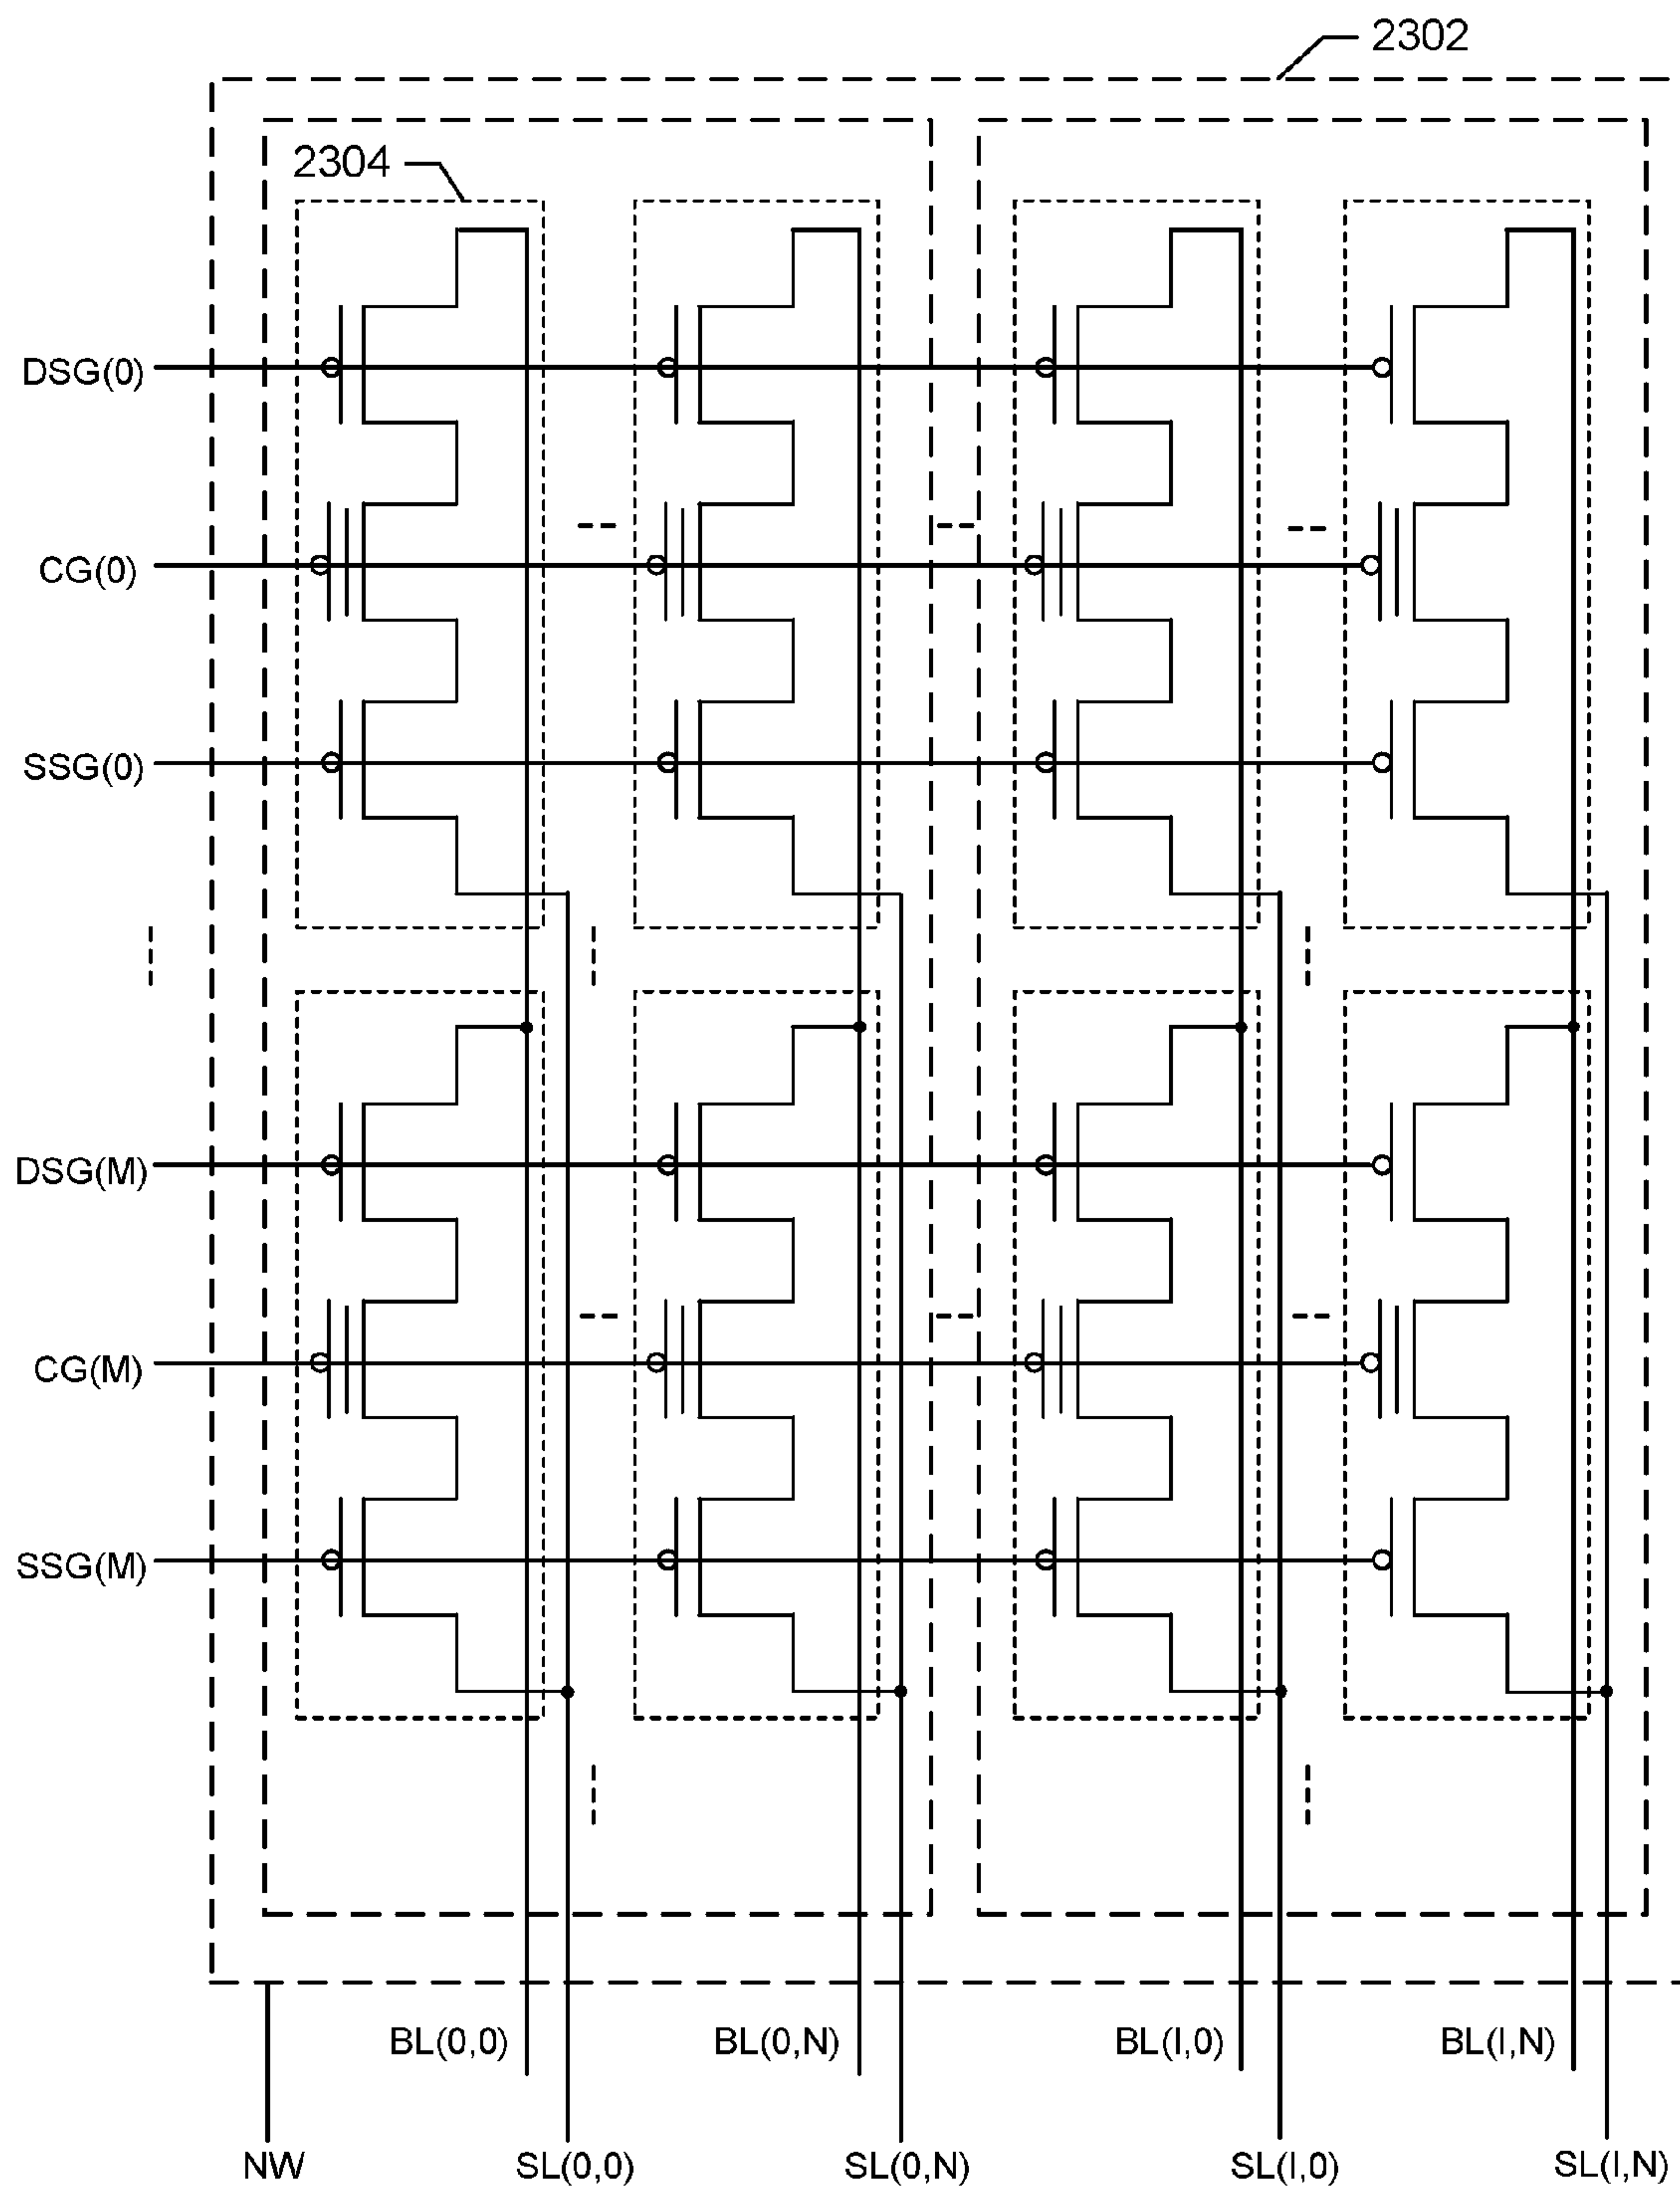 2302
2304
DSG(0)
CG(0)
SSG(0)
DSG(M)
CG(M)
SSG(M)
BL(0,0) BL(0,N) BL(I,0) BL(I,N)
NW SL(0,0) SL(0,N) SL(I,0) SL(I,N)